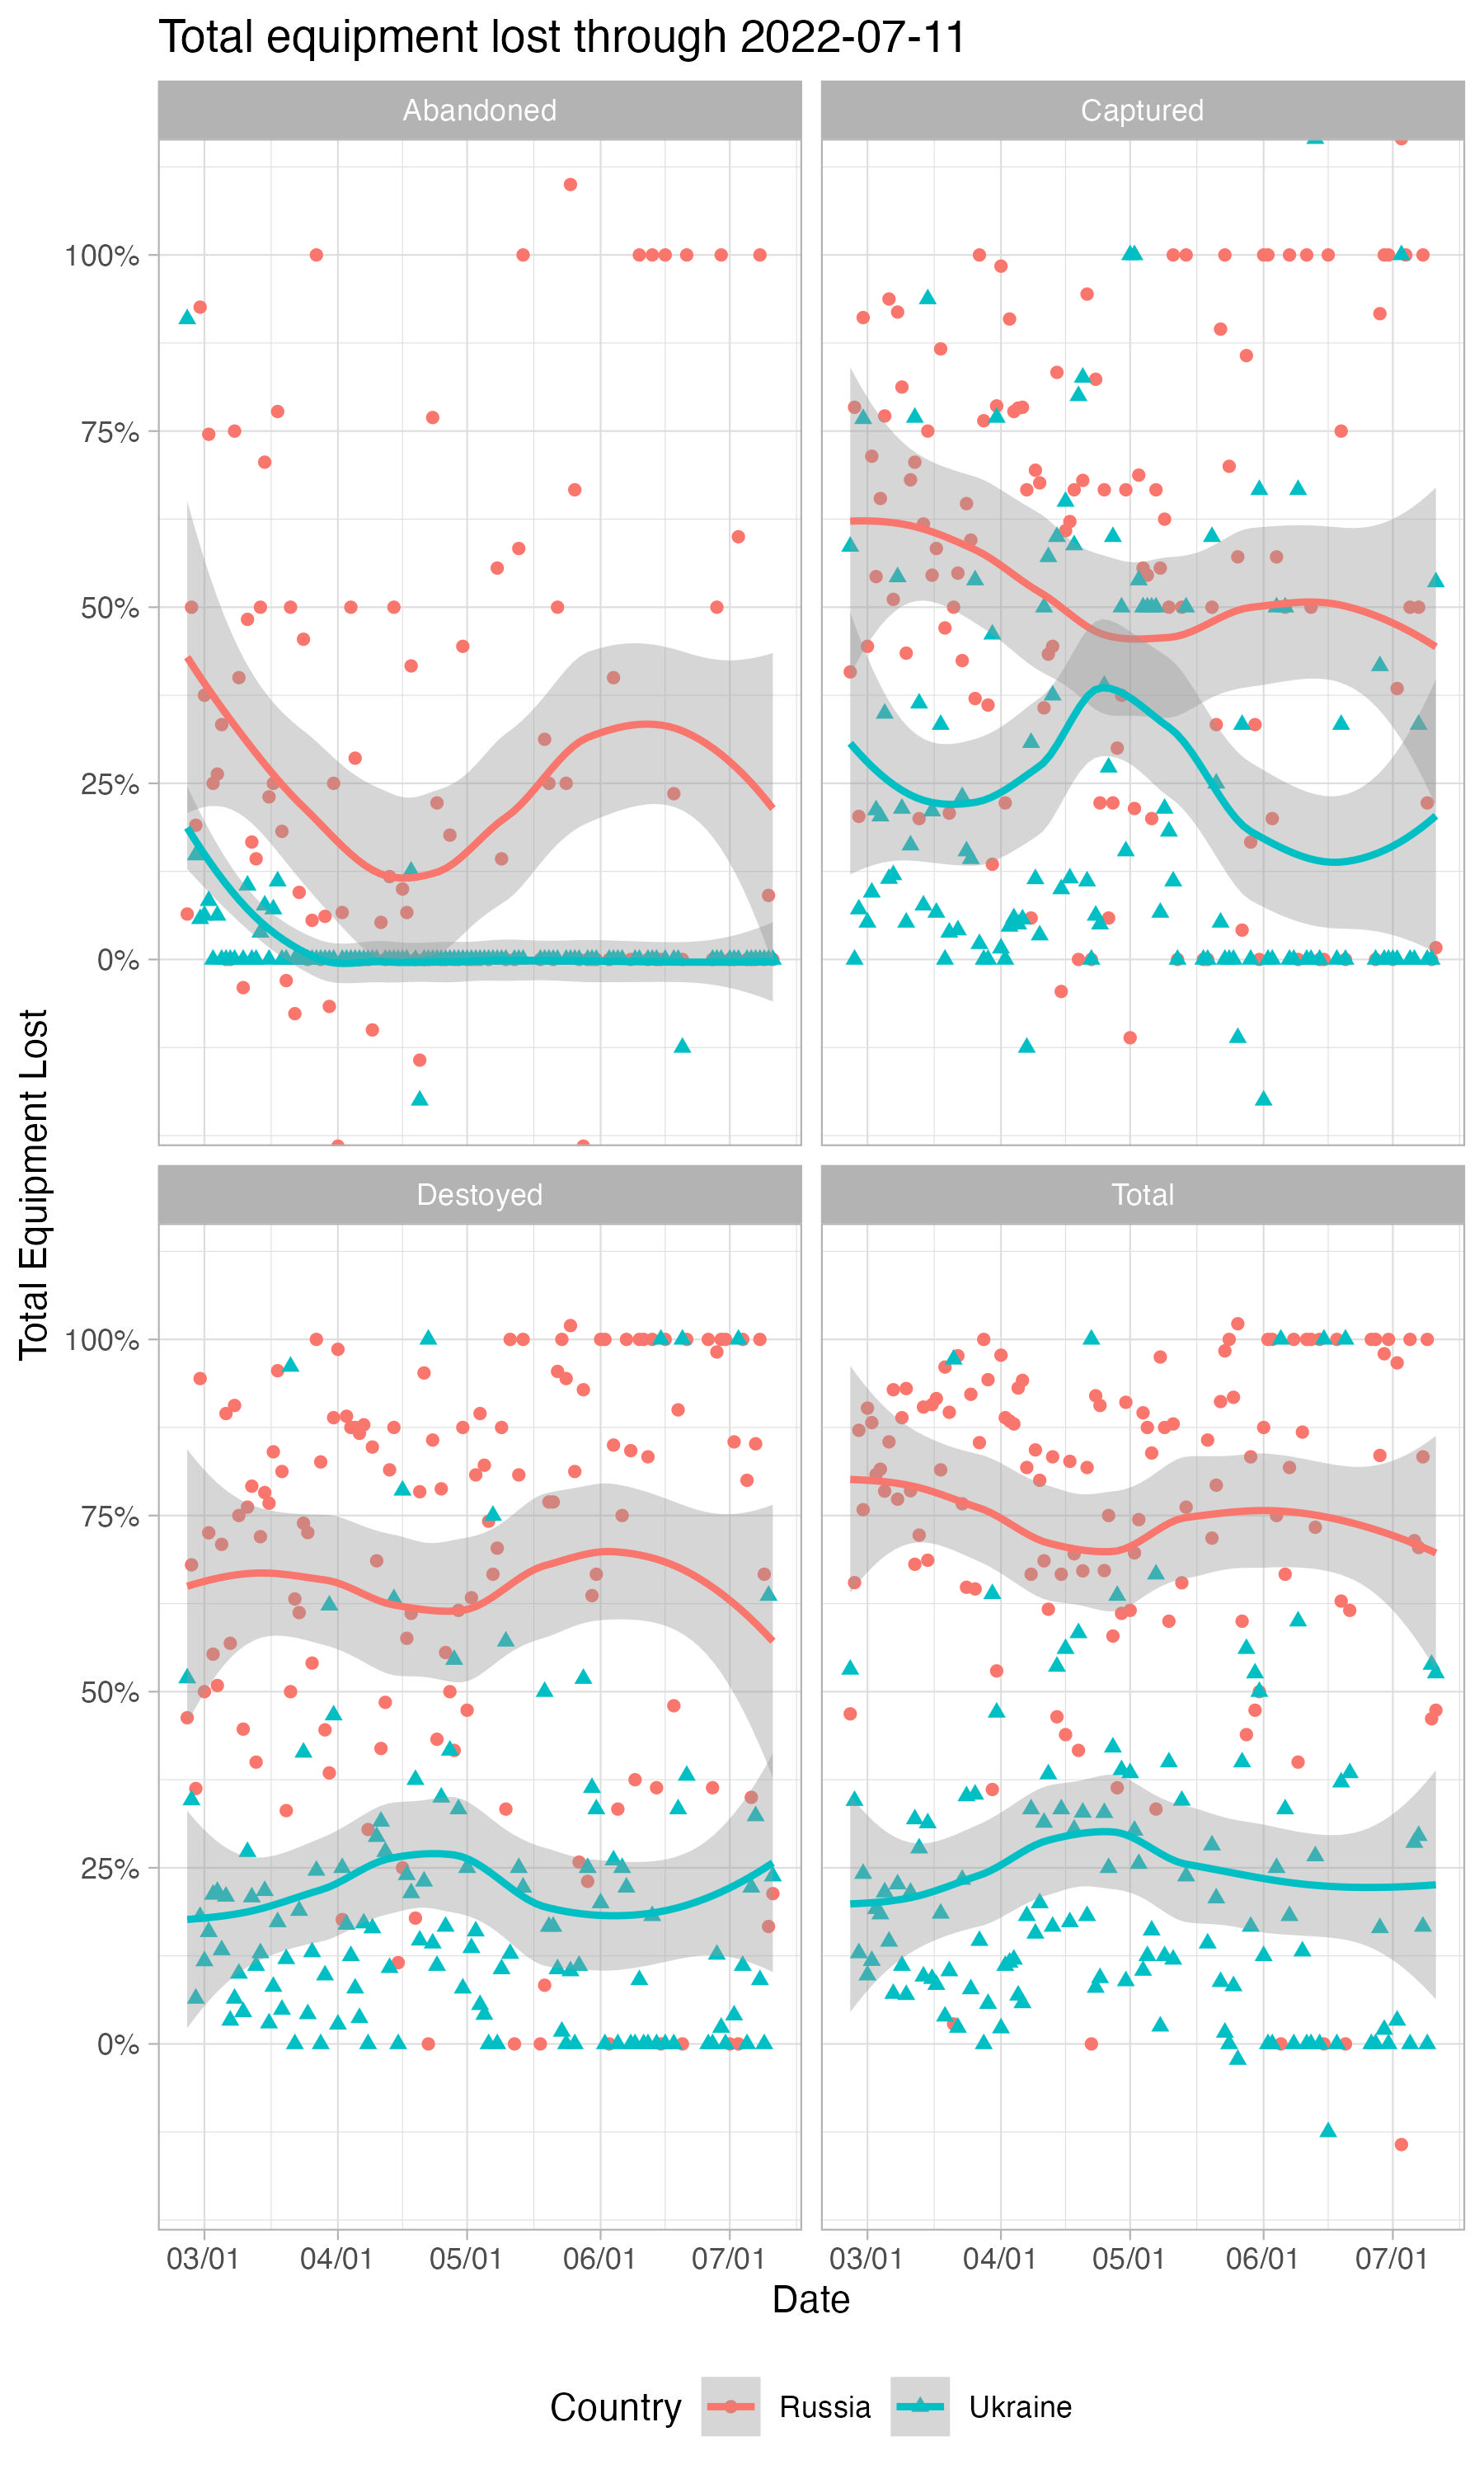 Total equipment lost through 2022-07-11
Abandoned
Captured
100%
75%
50%
25%
0%
Total Equipment Lost
Destoyed
Total
100%
75%
50%
25%
0%
03/01 04/01 05/01 06/01 07/01
03/01 04/01 05/01 06/01 07/01
Date
Country Russia Ukraine